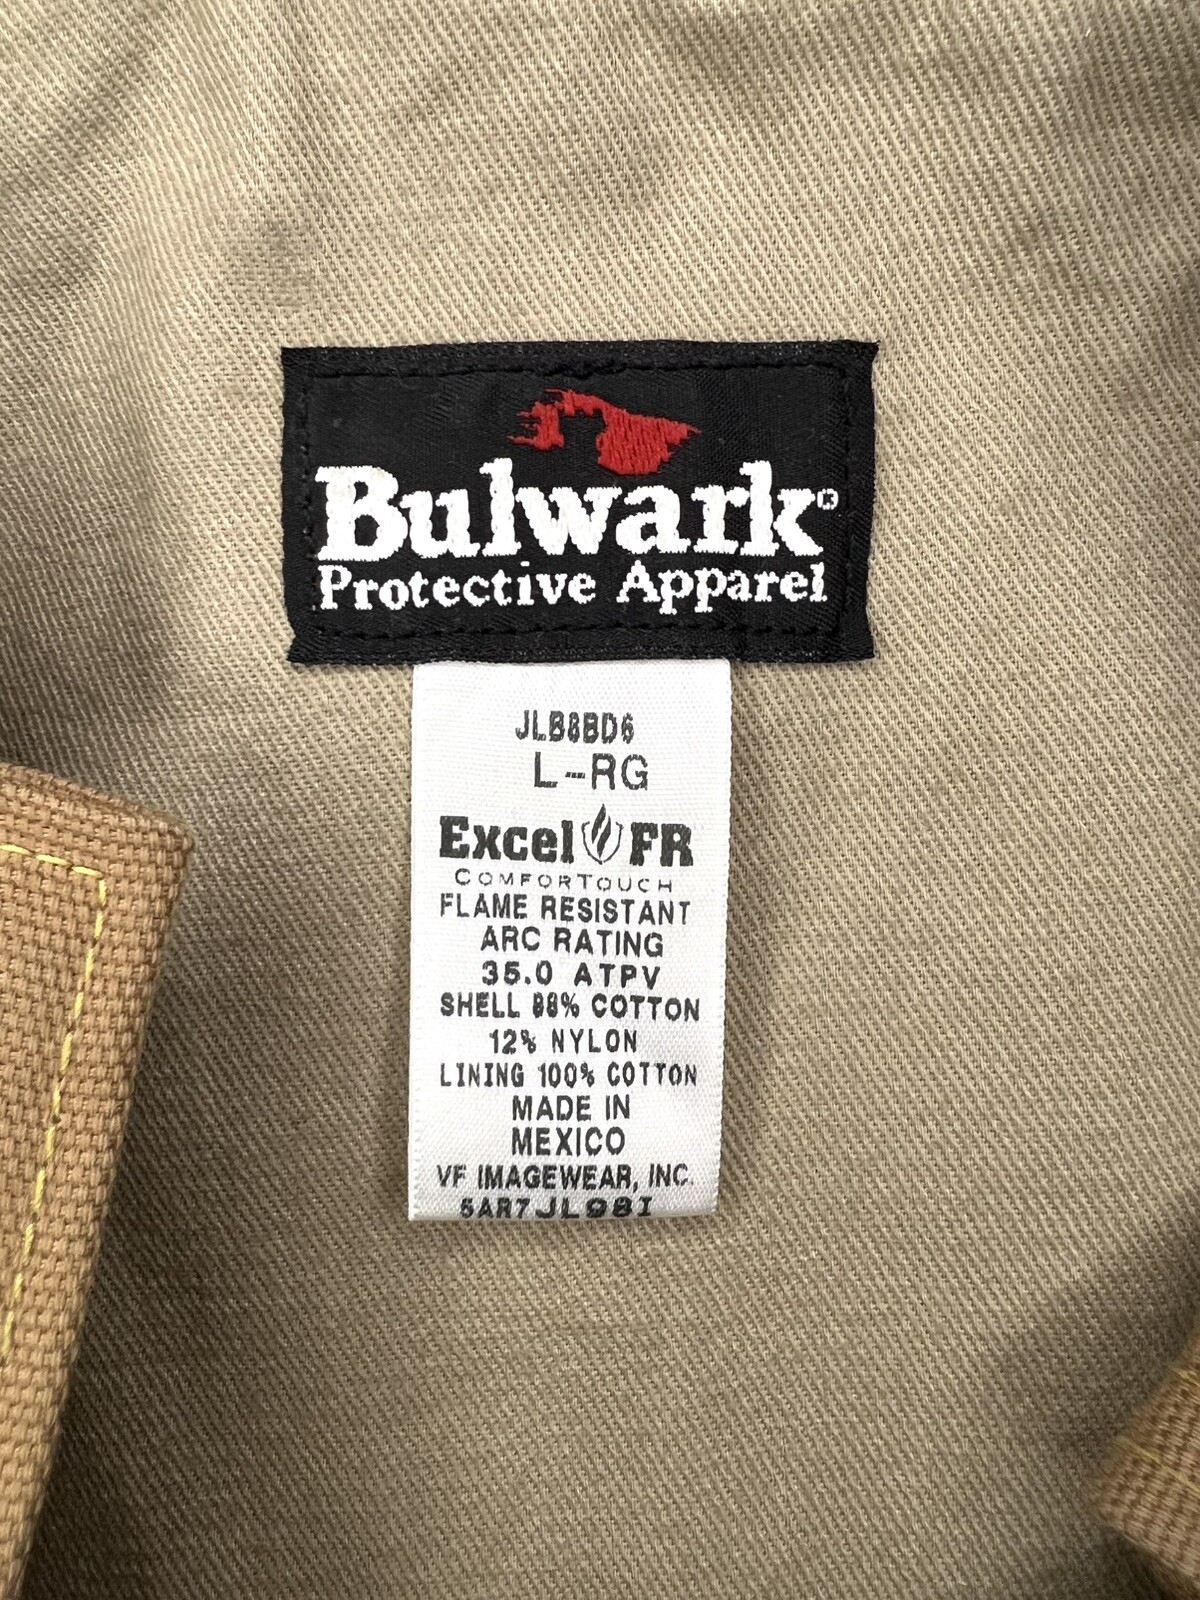 Bulwark®
Protective Apparel
JLB8BD6
L-RG
Excel FR
COMFORTOUCH
FLAME RESISTANT
ARC RATING
35.0 ATPV
SHELL 88% COTTON
12% NYLON
LINING 100% COTTON
MADE IN
MEXICO
VF IMAGEWEAR, INC.
5AR7JL98I